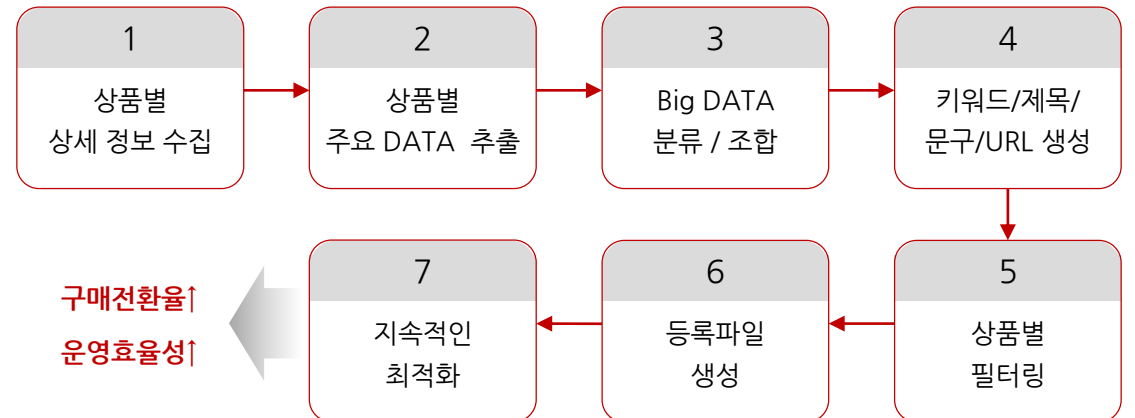 1
상품별
상세 정보 수집
2
상품별
주요 DATA 추출
3
Big DATA
분류 / 조합
4
키워드/제목/
문구/URL 생성
5
상품별
필터링
6
등록파일
생성
7
지속적인
최적화
구매전환율↑
운영효율성↑